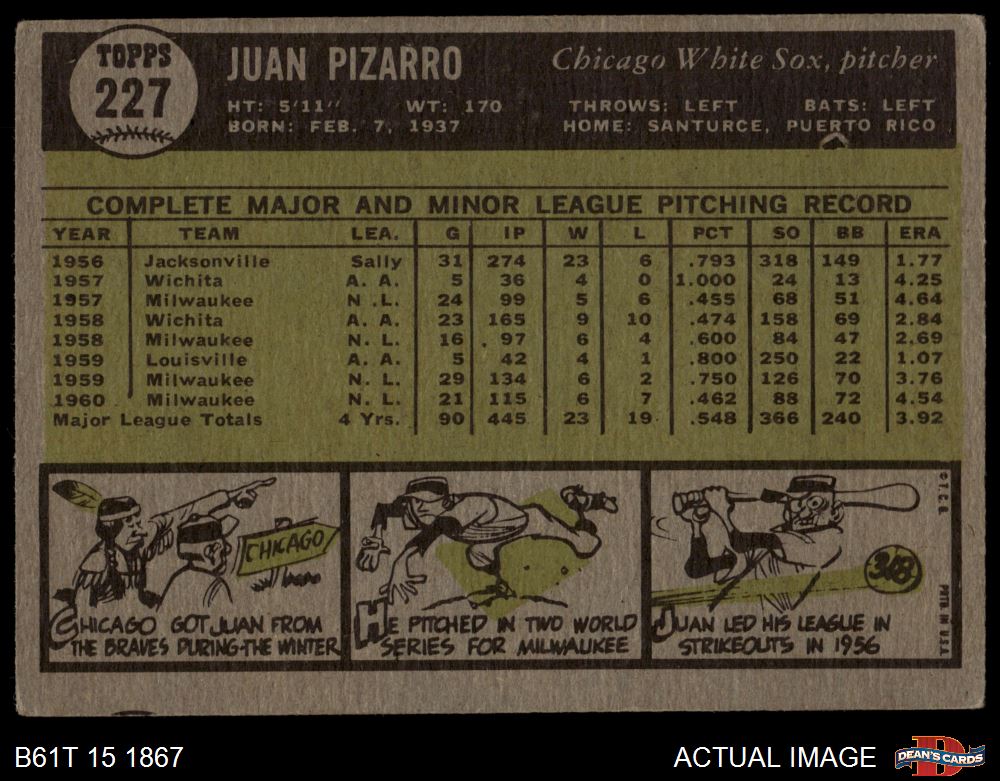 TOPPS
227
JUAN PIZARRO
Chicago White Sox, pitcher
HT: 5'11" WT: 170 THROWS: LEFT BATS: LEFT
BORN: FEB. 7, 1937 HOME: SANTURCE, PUERTO RICO
COMPLETE MAJOR AND MINOR LEAGUE PITCHING RECORD
YEAR TEAM LEA. G IP W L PCT SO BB ERA
1956 Jacksonville Sally 31 274 23 6 .793 318 149 1.77
1957 Wichita A. A. 5 36 4 0 1.000 24 13 4.25
1957 Milwaukee N .L. 24 99 5 6 .455 68 51 4.64
1958 Wichita A. A. 23 165 9 10 .474 158 69 2.84
1958 Milwaukee N. L. 16 97 6 4 .600 84 47 2.69
1959 Louisville A. A. 5 42 4 1 .800 250 22 1.07
1959 Milwaukee N. L. 29 134 6 2 .750 126 70 3.76
1960 Milwaukee N. L. 21 115 6 7 .462 88 72 4.54
Major League Totals 4 Yrs. 90 445 23 19 .548 366 240 3.92
CHICAGO
CHICAGO GOT JUAN FROM
THE BRAVES DURING THE WINTER
HE PITCHED IN TWO WORLD
SERIES FOR MILWAUKEE
318
JUAN LED HIS LEAGUE IN
STRIKEOUTS IN 1956
© T.C.G.
PTD. IN U.S.A.
B61T 15 1867
ACTUAL IMAGE
DEAN'S CARDS